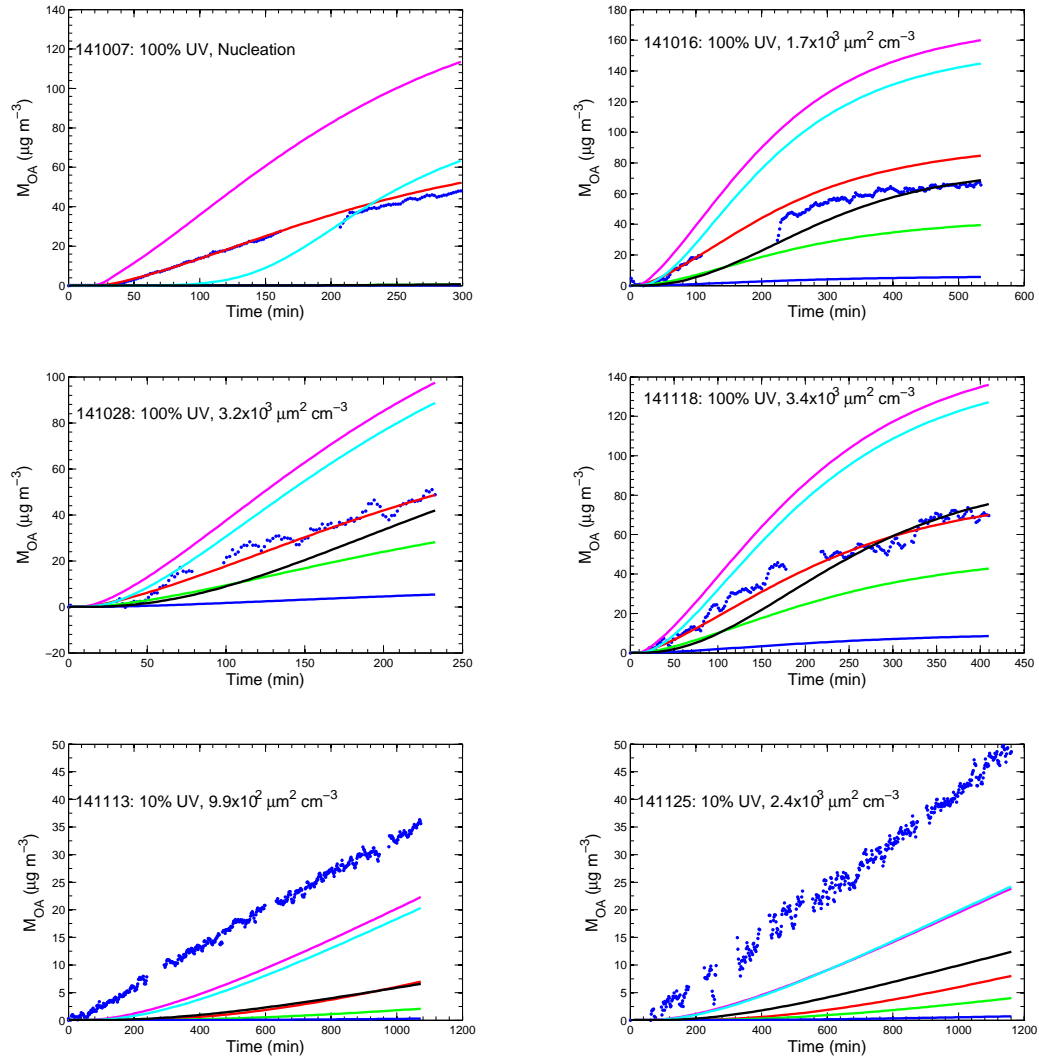 141007: 100% UV, Nucleation
M_OA (µg m⁻³)
0 20 40 60 80 100 120 140
0 50 100 150 200 250 300
Time (min)
141016: 100% UV, 1.7x10³ µm² cm⁻³
M_OA (µg m⁻³)
0 20 40 60 80 100 120 140 160 180
0 100 200 300 400 500 600
Time (min)
141028: 100% UV, 3.2x10³ µm² cm⁻³
M_OA (µg m⁻³)
−20 0 20 40 60 80 100
0 50 100 150 200 250
Time (min)
141118: 100% UV, 3.4x10³ µm² cm⁻³
M_OA (µg m⁻³)
0 20 40 60 80 100 120 140
0 50 100 150 200 250 300 350 400 450
Time (min)
141113: 10% UV, 9.9x10² µm² cm⁻³
M_OA (µg m⁻³)
0 5 10 15 20 25 30 35 40 45 50
0 200 400 600 800 1000 1200
Time (min)
141125: 10% UV, 2.4x10³ µm² cm⁻³
M_OA (µg m⁻³)
0 5 10 15 20 25 30 35 40 45 50
0 200 400 600 800 1000 1200
Time (min)